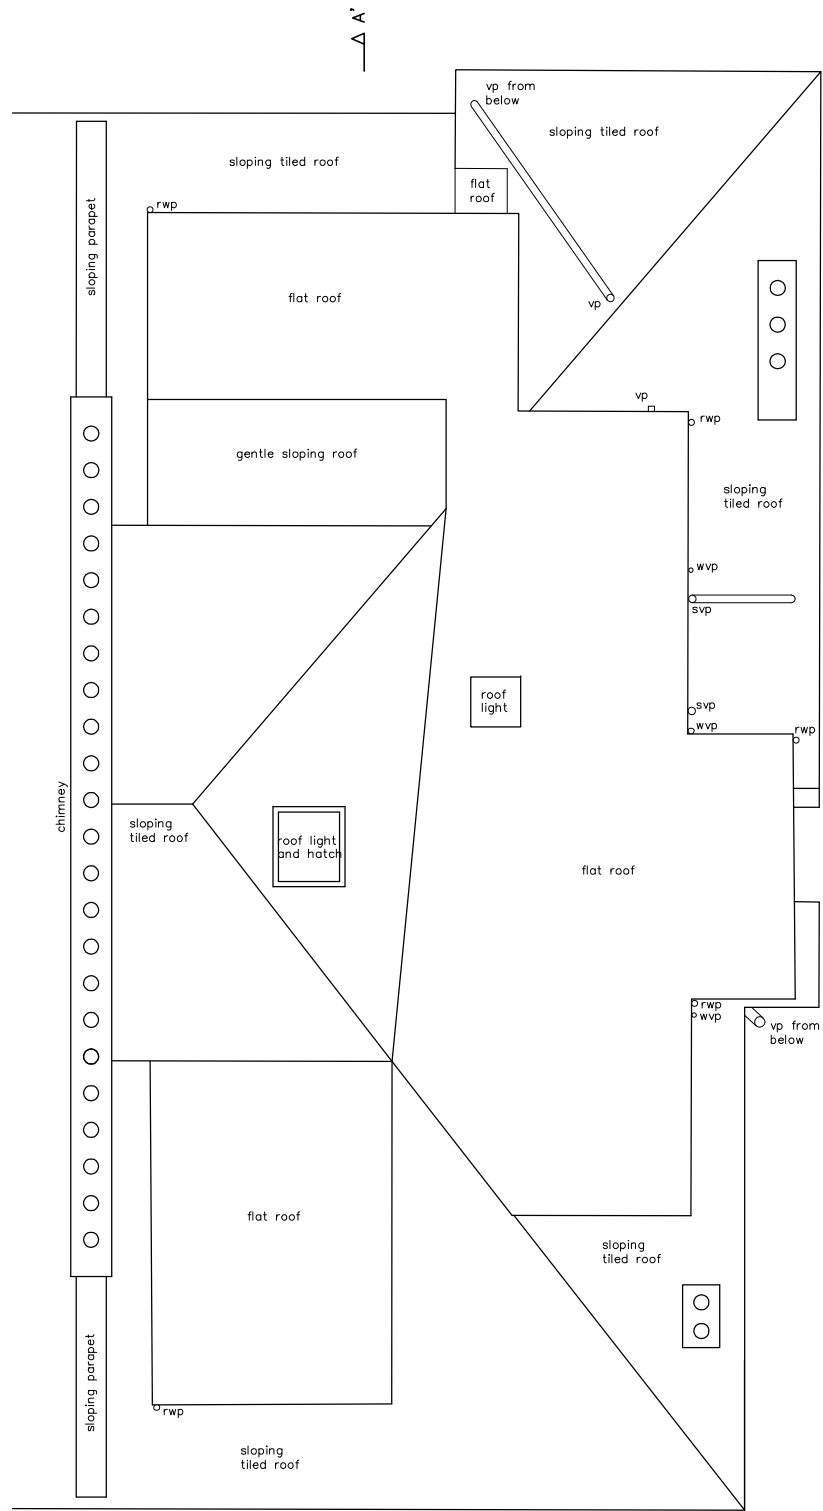 A'
vp from
below
sloping tiled roof
sloping tiled roof
flat
roof
rwp
sloping parapet
flat roof
vp
vp
rwp
gentle sloping roof
sloping
tiled roof
wvp
svp
roof
light
svp
wvp
rwp
chimney
sloping
tiled roof
roof light
and hatch
flat roof
rwp
wvp
vp from
below
flat roof
sloping
tiled roof
sloping parapet
rwp
sloping
tiled roof